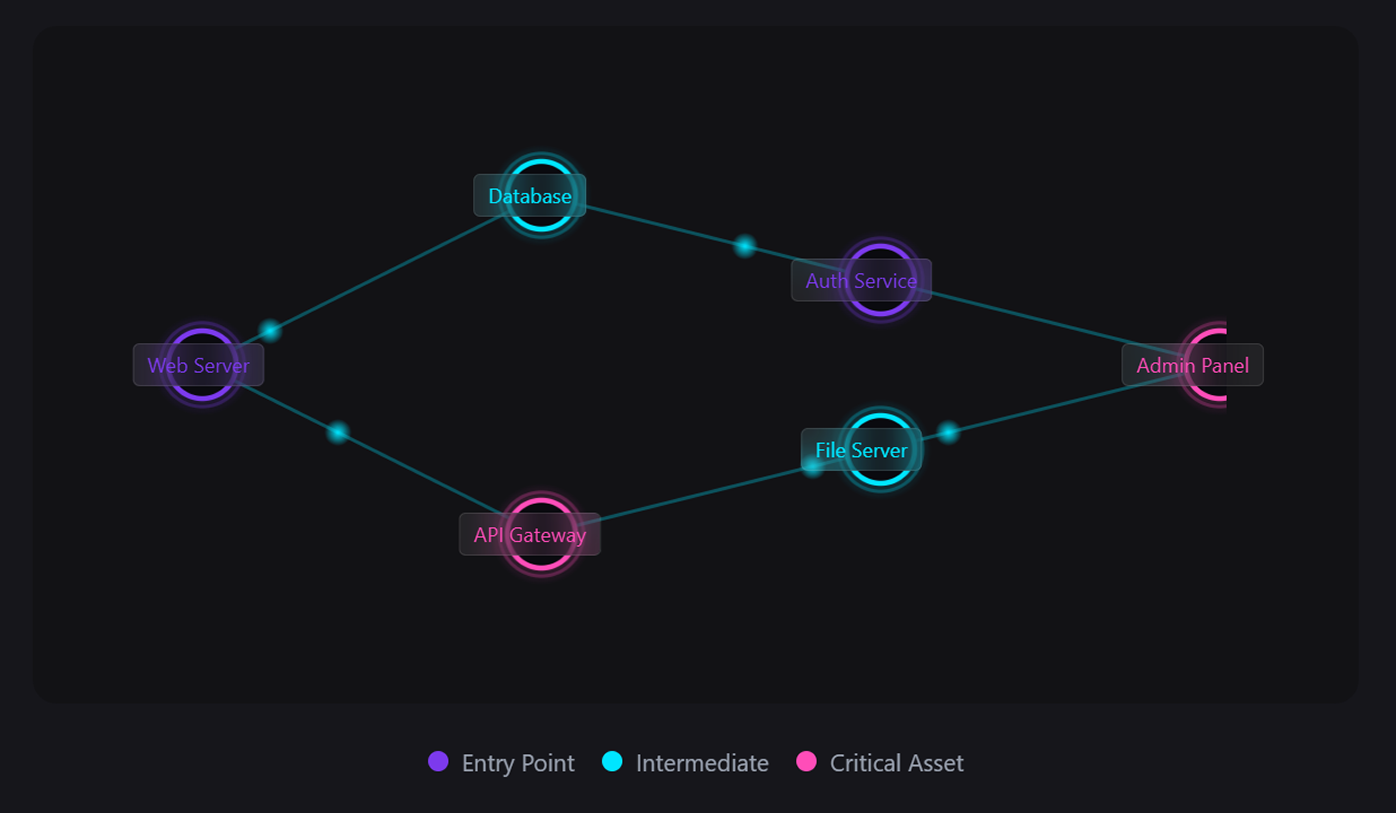 Database
Auth Service
Web Server
Admin Panel
File Server
API Gateway
Entry Point
Intermediate
Critical Asset